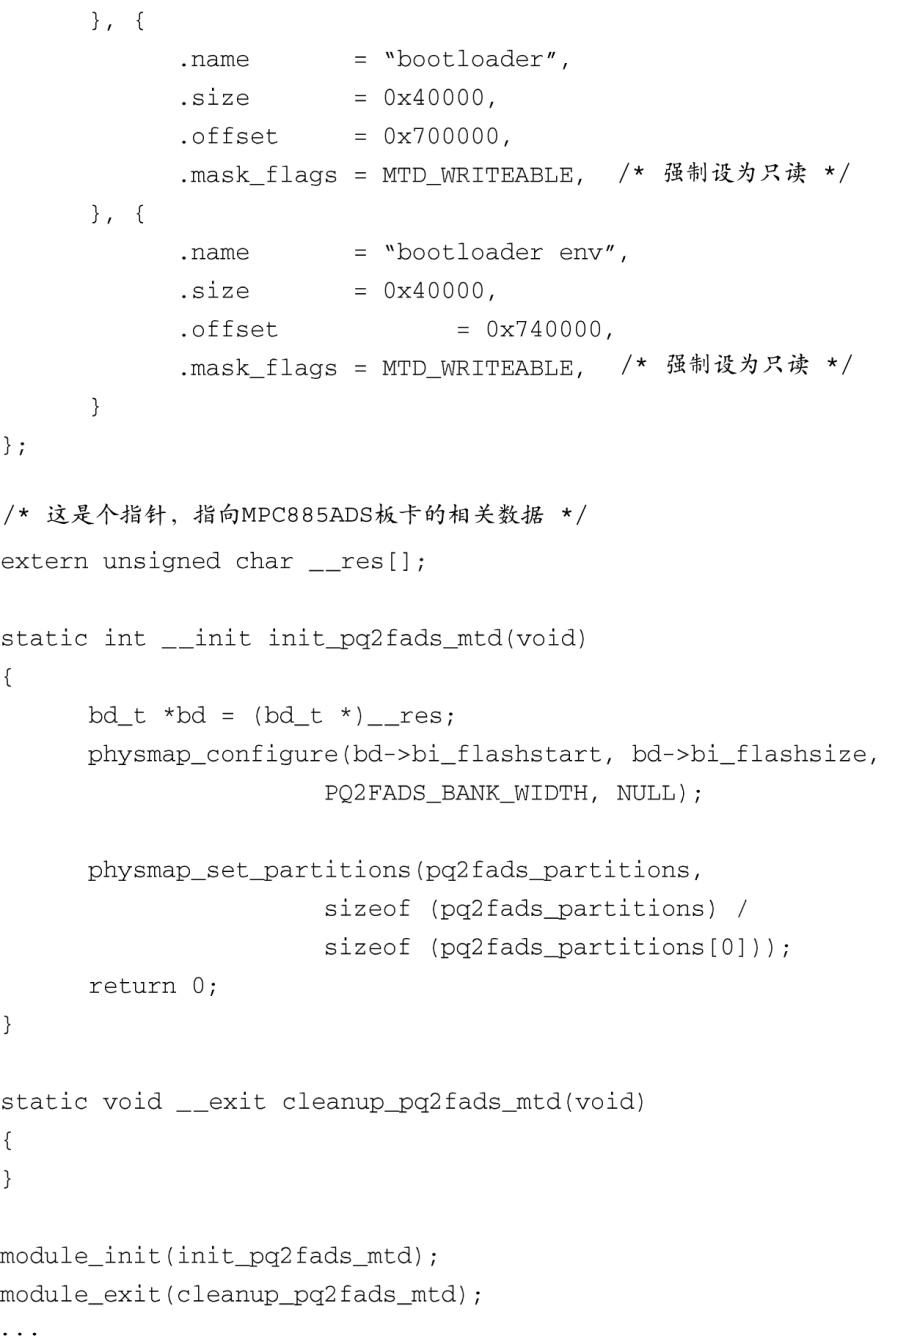 }, {
.name = “bootloader”,
.size = 0x40000,
.offset = 0x700000,
.mask_flags = MTD_WRITEABLE, /* 强制设为只读 */
}, {
.name = “bootloader env”,
.size = 0x40000,
.offset = 0x740000,
.mask_flags = MTD_WRITEABLE, /* 强制设为只读 */
}
};
/* 这是个指针，指向MPC885ADS板卡的相关数据 */
extern unsigned char __res[];
static int __init init_pq2fads_mtd(void)
{
bd_t *bd = (bd_t *)__res;
physmap_configure(bd->bi_flashstart, bd->bi_flashsize,
PQ2FADS_BANK_WIDTH, NULL);
physmap_set_partitions(pq2fads_partitions,
sizeof (pq2fads_partitions) /
sizeof (pq2fads_partitions[0]));
return 0;
}
static void __exit cleanup_pq2fads_mtd(void)
{
}
module_init(init_pq2fads_mtd);
module_exit(cleanup_pq2fads_mtd);
...